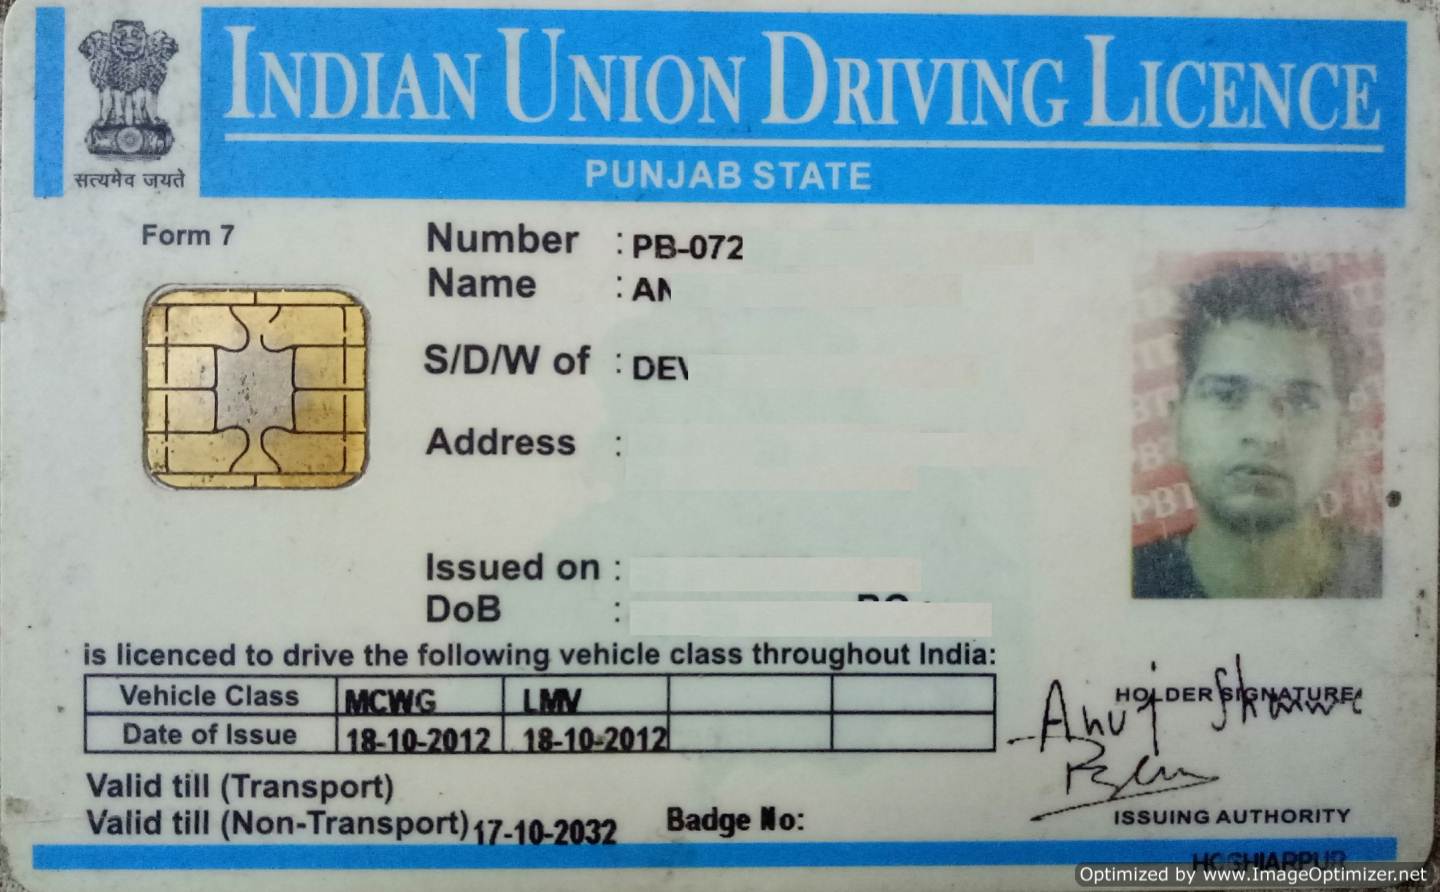 INDIAN UNION DRIVING LICENCE
PUNJAB STATE
सत्यमेव जयते
Form 7
Number : PB-072
Name : AN
S/D/W of : DEV
Address :
Issued on :
DoB :
is licenced to drive the following vehicle class throughout India:
Vehicle Class MCWG LMV
Date of Issue 18-10-2012 18-10-2012
HOLDER SIGNATURE
Anuj Sharma
Valid till (Transport)
Valid till (Non-Transport) 17-10-2032 Badge No:
ISSUING AUTHORITY
HOSHIARPUR
Optimized by www.ImageOptimizer.net